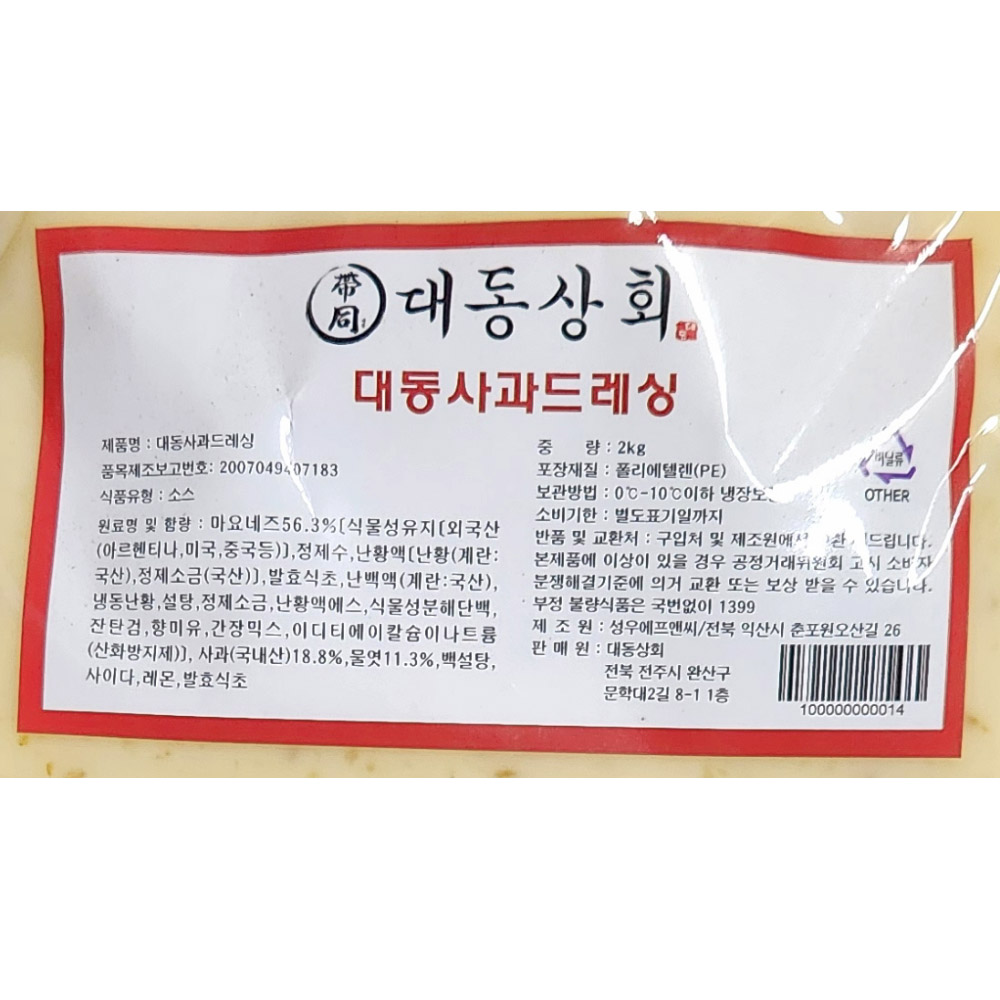 帶同 대동상회
대동사과드레싱
제품명 : 대동사과드레싱
품목제조보고번호: 2007049407183
식품유형 : 소스
원료명 및 함량 : 마요네즈56.3%[식물성유지[외국산
(아르헨티나,미국,중국등)],정제수,난황액[난황(계란:
국산),정제소금(국산)],발효식초,난백액(계란:국산),
냉동난황,설탕,정제소금,난황액에스,식물성분해단백,
잔탄검,향미유,간장믹스,이디티에이칼슘이나트륨
(산화방지제)], 사과(국내산)18.8%,물엿11.3%,백설탕,
사이다,레몬,발효식초
중 량 : 2kg
포장재질 : 폴리에텔렌(PE)
보관방법 : 0℃-10℃이하 냉장보
소비기한 : 별도표기일까지
반품 및 교환처 : 구입처 및 제조원에서 드립니다.
본제품에 이상이 있을 경우 공정거래위원회 고시 소비자
분쟁해결기준에 의거 교환 또는 보상 받을 수 있습니다.
부정 불량식품은 국번없이 1399
제 조 원 : 성우에프앤씨/전북 익산시 춘포원오산길 26
판 매 원 : 대동상회
전북 전주시 완산구
문학대2길 8-1 1층
비닐류
OTHER
100000000014